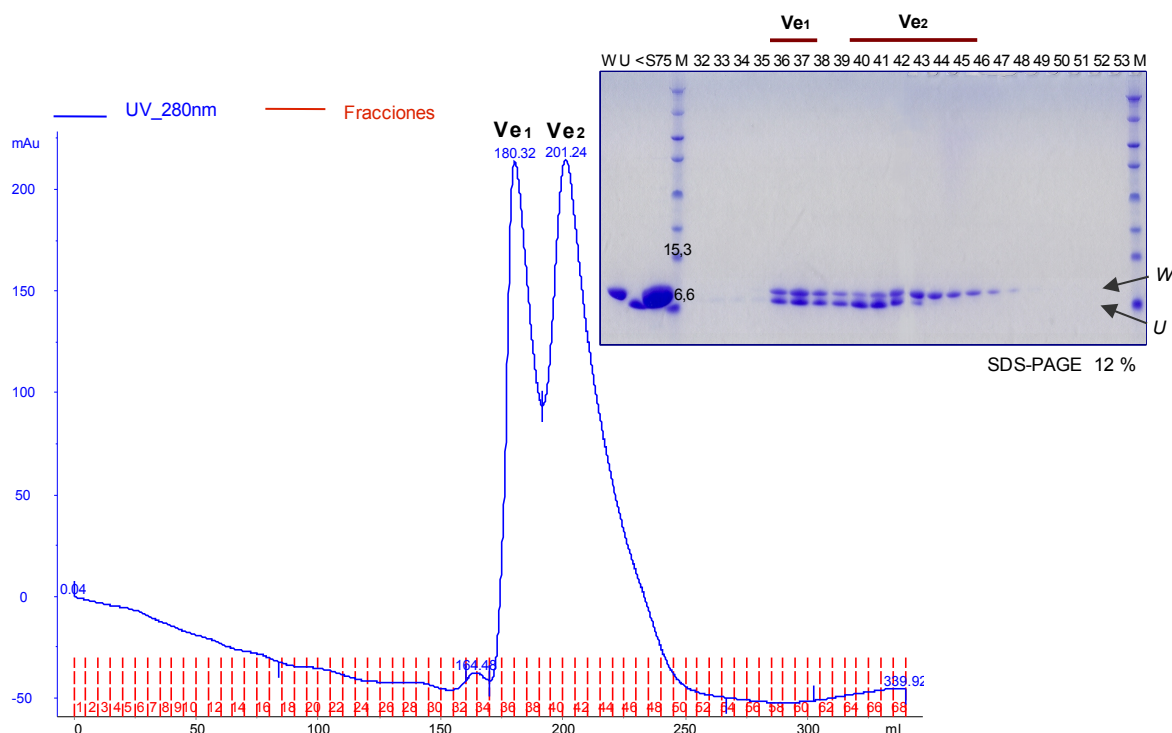 Ve1 Ve2
W U <S75 M 32 33 34 35 36 37 38 39 40 41 42 43 44 45 46 47 48 49 50 51 52 53 M
15,3
6,6
W
U
SDS-PAGE 12 %
UV_280nm Fracciones
mAu
Ve1 Ve2
180.32 201.24
200
150
100
50
0
-50
0.04
164.48
339.92
1 2 3 4 5 6 7 8 9 10 12 14 16 18 20 22 24 26 28 30 32 34 36 38 40 42 44 46 48 50 52 54 56 58 60 62 64 66 68
0 50 100 150 200 250 300 ml